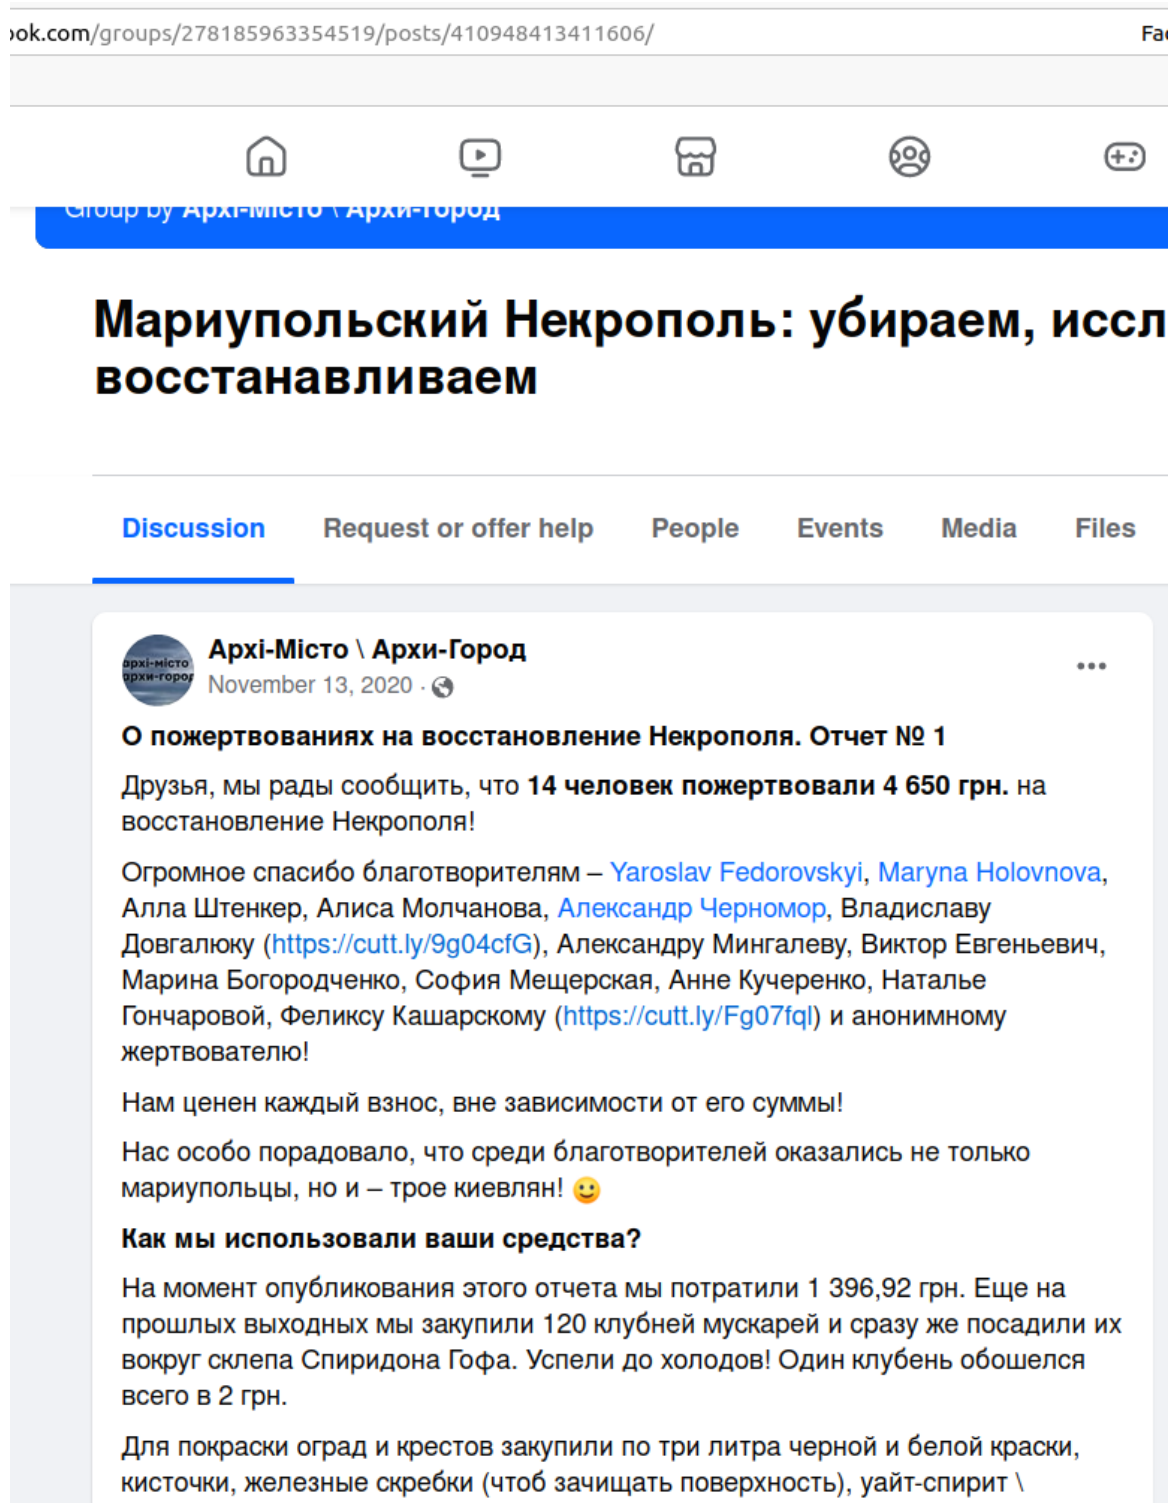 ok.com/groups/278185963354519/posts/410948413411606/
Group by Архі-Місто \ Архи-город
Мариупольский Некрополь: убираем, иссл
восстанавливаем
Discussion Request or offer help People Events Media Files
архі-місто
архи-город
Архі-Місто \ Архи-Город
November 13, 2020 ·
О пожертвованиях на восстановление Некрополя. Отчет № 1
Друзья, мы рады сообщить, что 14 человек пожертвовали 4 650 грн. на
восстановление Некрополя!
Огромное спасибо благотворителям – Yaroslav Fedorovskyi, Maryna Holovnova,
Алла Штенкер, Алиса Молчанова, Александр Черномор, Владиславу
Довгалюку (https://cutt.ly/9g04cfG), Александру Мингалеву, Виктор Евгеньевич,
Марина Богородченко, София Мещерская, Анне Кучеренко, Наталье
Гончаровой, Феликсу Кашарскому (https://cutt.ly/Fg07fql) и анонимному
жертвователю!
Нам ценен каждый взнос, вне зависимости от его суммы!
Нас особо порадовало, что среди благотворителей оказались не только
мариупольцы, но и – трое киевлян! 🙂
Как мы использовали ваши средства?
На момент опубликования этого отчета мы потратили 1 396,92 грн. Еще на
прошлых выходных мы закупили 120 клубней мускарей и сразу же посадили их
вокруг склепа Спиридона Гофа. Успели до холодов! Один клубень обошелся
всего в 2 грн.
Для покраски оград и крестов закупили по три литра черной и белой краски,
кисточки, железные скребки (чтоб зачищать поверхность), уайт-спирит \